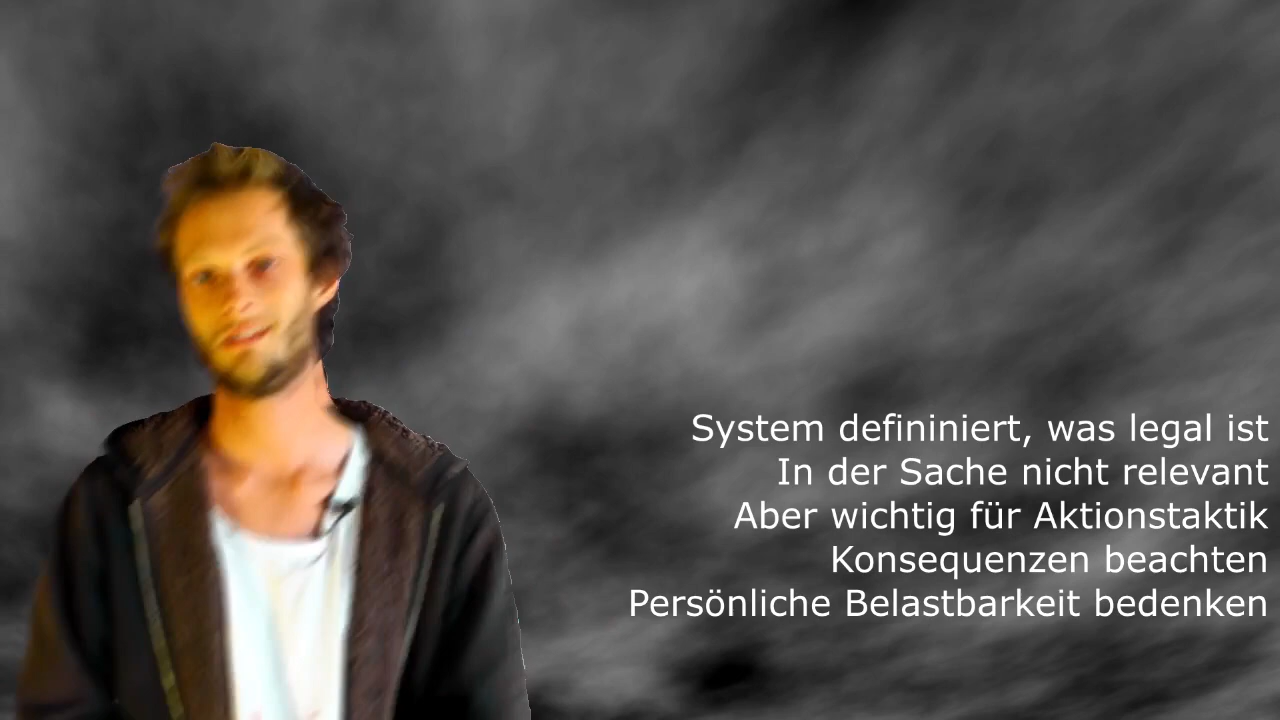 System defininiert, was legal ist
In der Sache nicht relevant
Aber wichtig für Aktionstaktik
Konsequenzen beachten
Persönliche Belastbarkeit bedenken